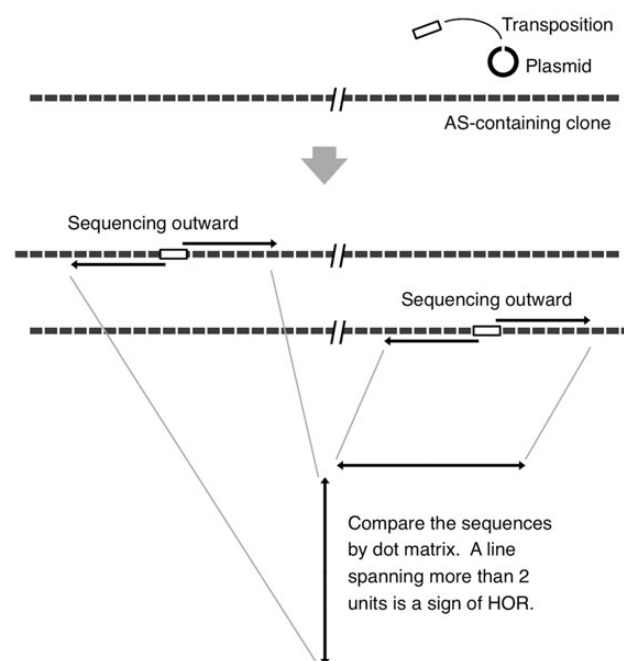 Transposition
Plasmid
AS-containing clone
Sequencing outward
Sequencing outward
Compare the sequences
by dot matrix.  A line
spanning more than 2
units is a sign of HOR.